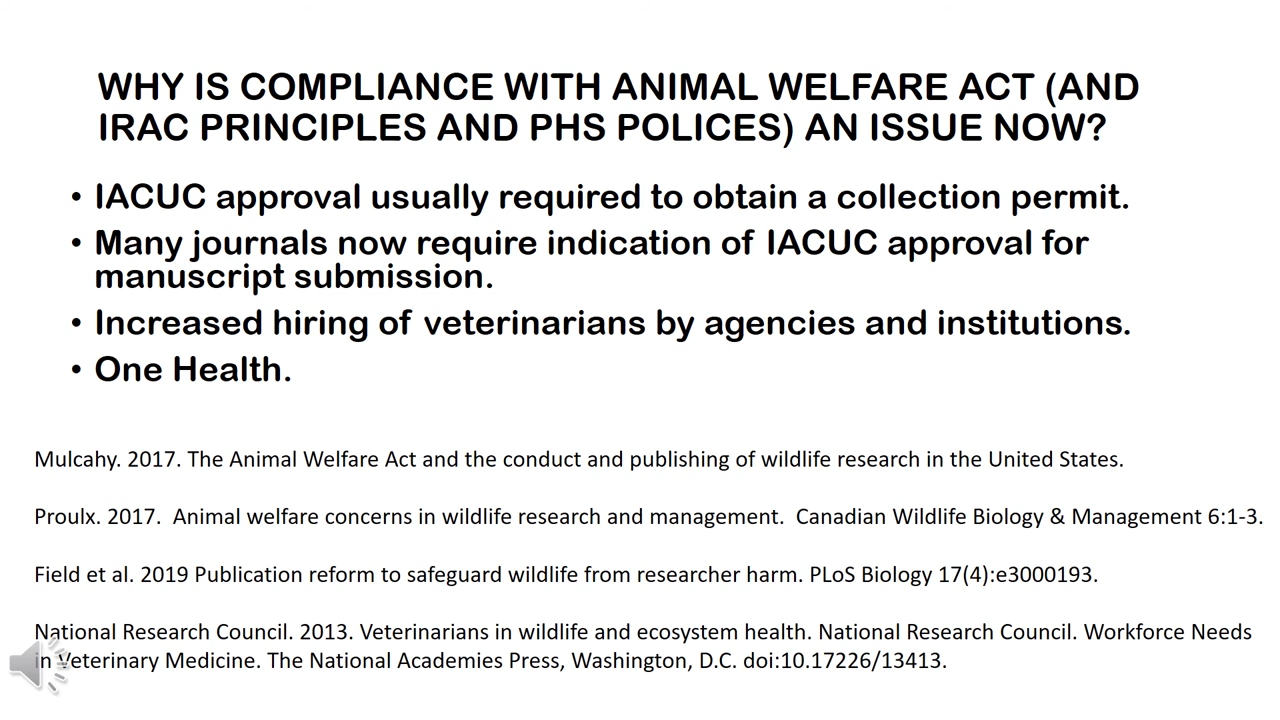 WHY IS COMPLIANCE WITH ANIMAL WELFARE ACT (AND
IRAC PRINCIPLES AND PHS POLICES) AN ISSUE NOW?
• IACUC approval usually required to obtain a collection permit.
• Many journals now require indication of IACUC approval for
manuscript submission.
• Increased hiring of veterinarians by agencies and institutions.
• One Health.
Mulcahy. 2017. The Animal Welfare Act and the conduct and publishing of wildlife research in the United States.
Proulx. 2017.  Animal welfare concerns in wildlife research and management.  Canadian Wildlife Biology & Management 6:1-3.
Field et al. 2019 Publication reform to safeguard wildlife from researcher harm. PLoS Biology 17(4):e3000193.
National Research Council. 2013. Veterinarians in wildlife and ecosystem health. National Research Council. Workforce Needs
in Veterinary Medicine. The National Academies Press, Washington, D.C. doi:10.17226/13413.